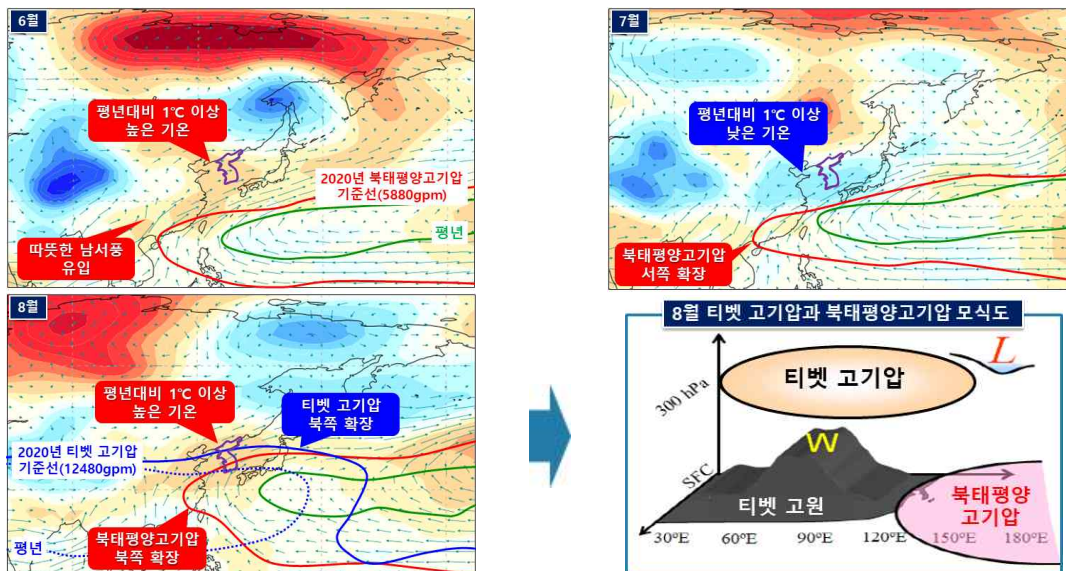 6월
평년대비 1℃ 이상
높은 기온
2020년 북태평양고기압
기준선(5880gpm)
평년
따뜻한 남서풍
유입
7월
평년대비 1℃ 이상
낮은 기온
북태평양고기압
서쪽 확장
8월
평년대비 1℃ 이상
높은 기온
티벳 고기압
북쪽 확장
2020년 티벳 고기압
기준선(12480gpm)
북태평양고기압
북쪽 확장
평년
8월 티벳 고기압과 북태평양고기압 모식도
L
티벳 고기압
300 hPa
W
SFC
티벳 고원
북태평양
고기압
30ºE 60ºE 90ºE 120ºE 150ºE 180ºE